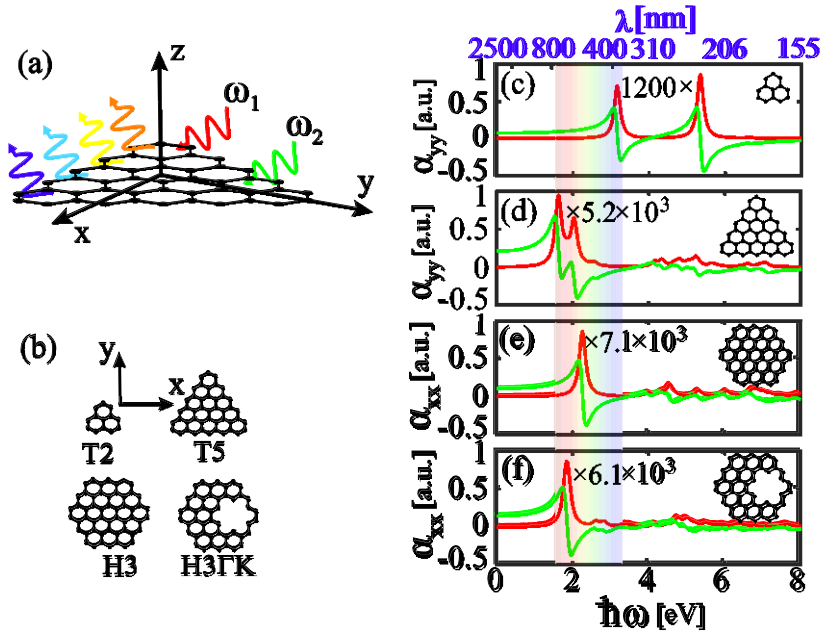 (a)
z
ω1
ω2
y
x
(b)
y
x
T2
T5
H3
H3ΓK
λ[nm]
2500 800 400 310 206 155
(c)
1200 ×
αyy [a.u.]
1
0.5
0
-0.5
(d)
×5.2×10³
αyy [a.u.]
1
0.5
0
-0.5
(e)
×7.1×10³
αxx [a.u.]
1
0.5
0
-0.5
(f)
×6.1×10³
αxx [a.u.]
1
0.5
0
-0.5
0 2 4 6 8
ħω [eV]